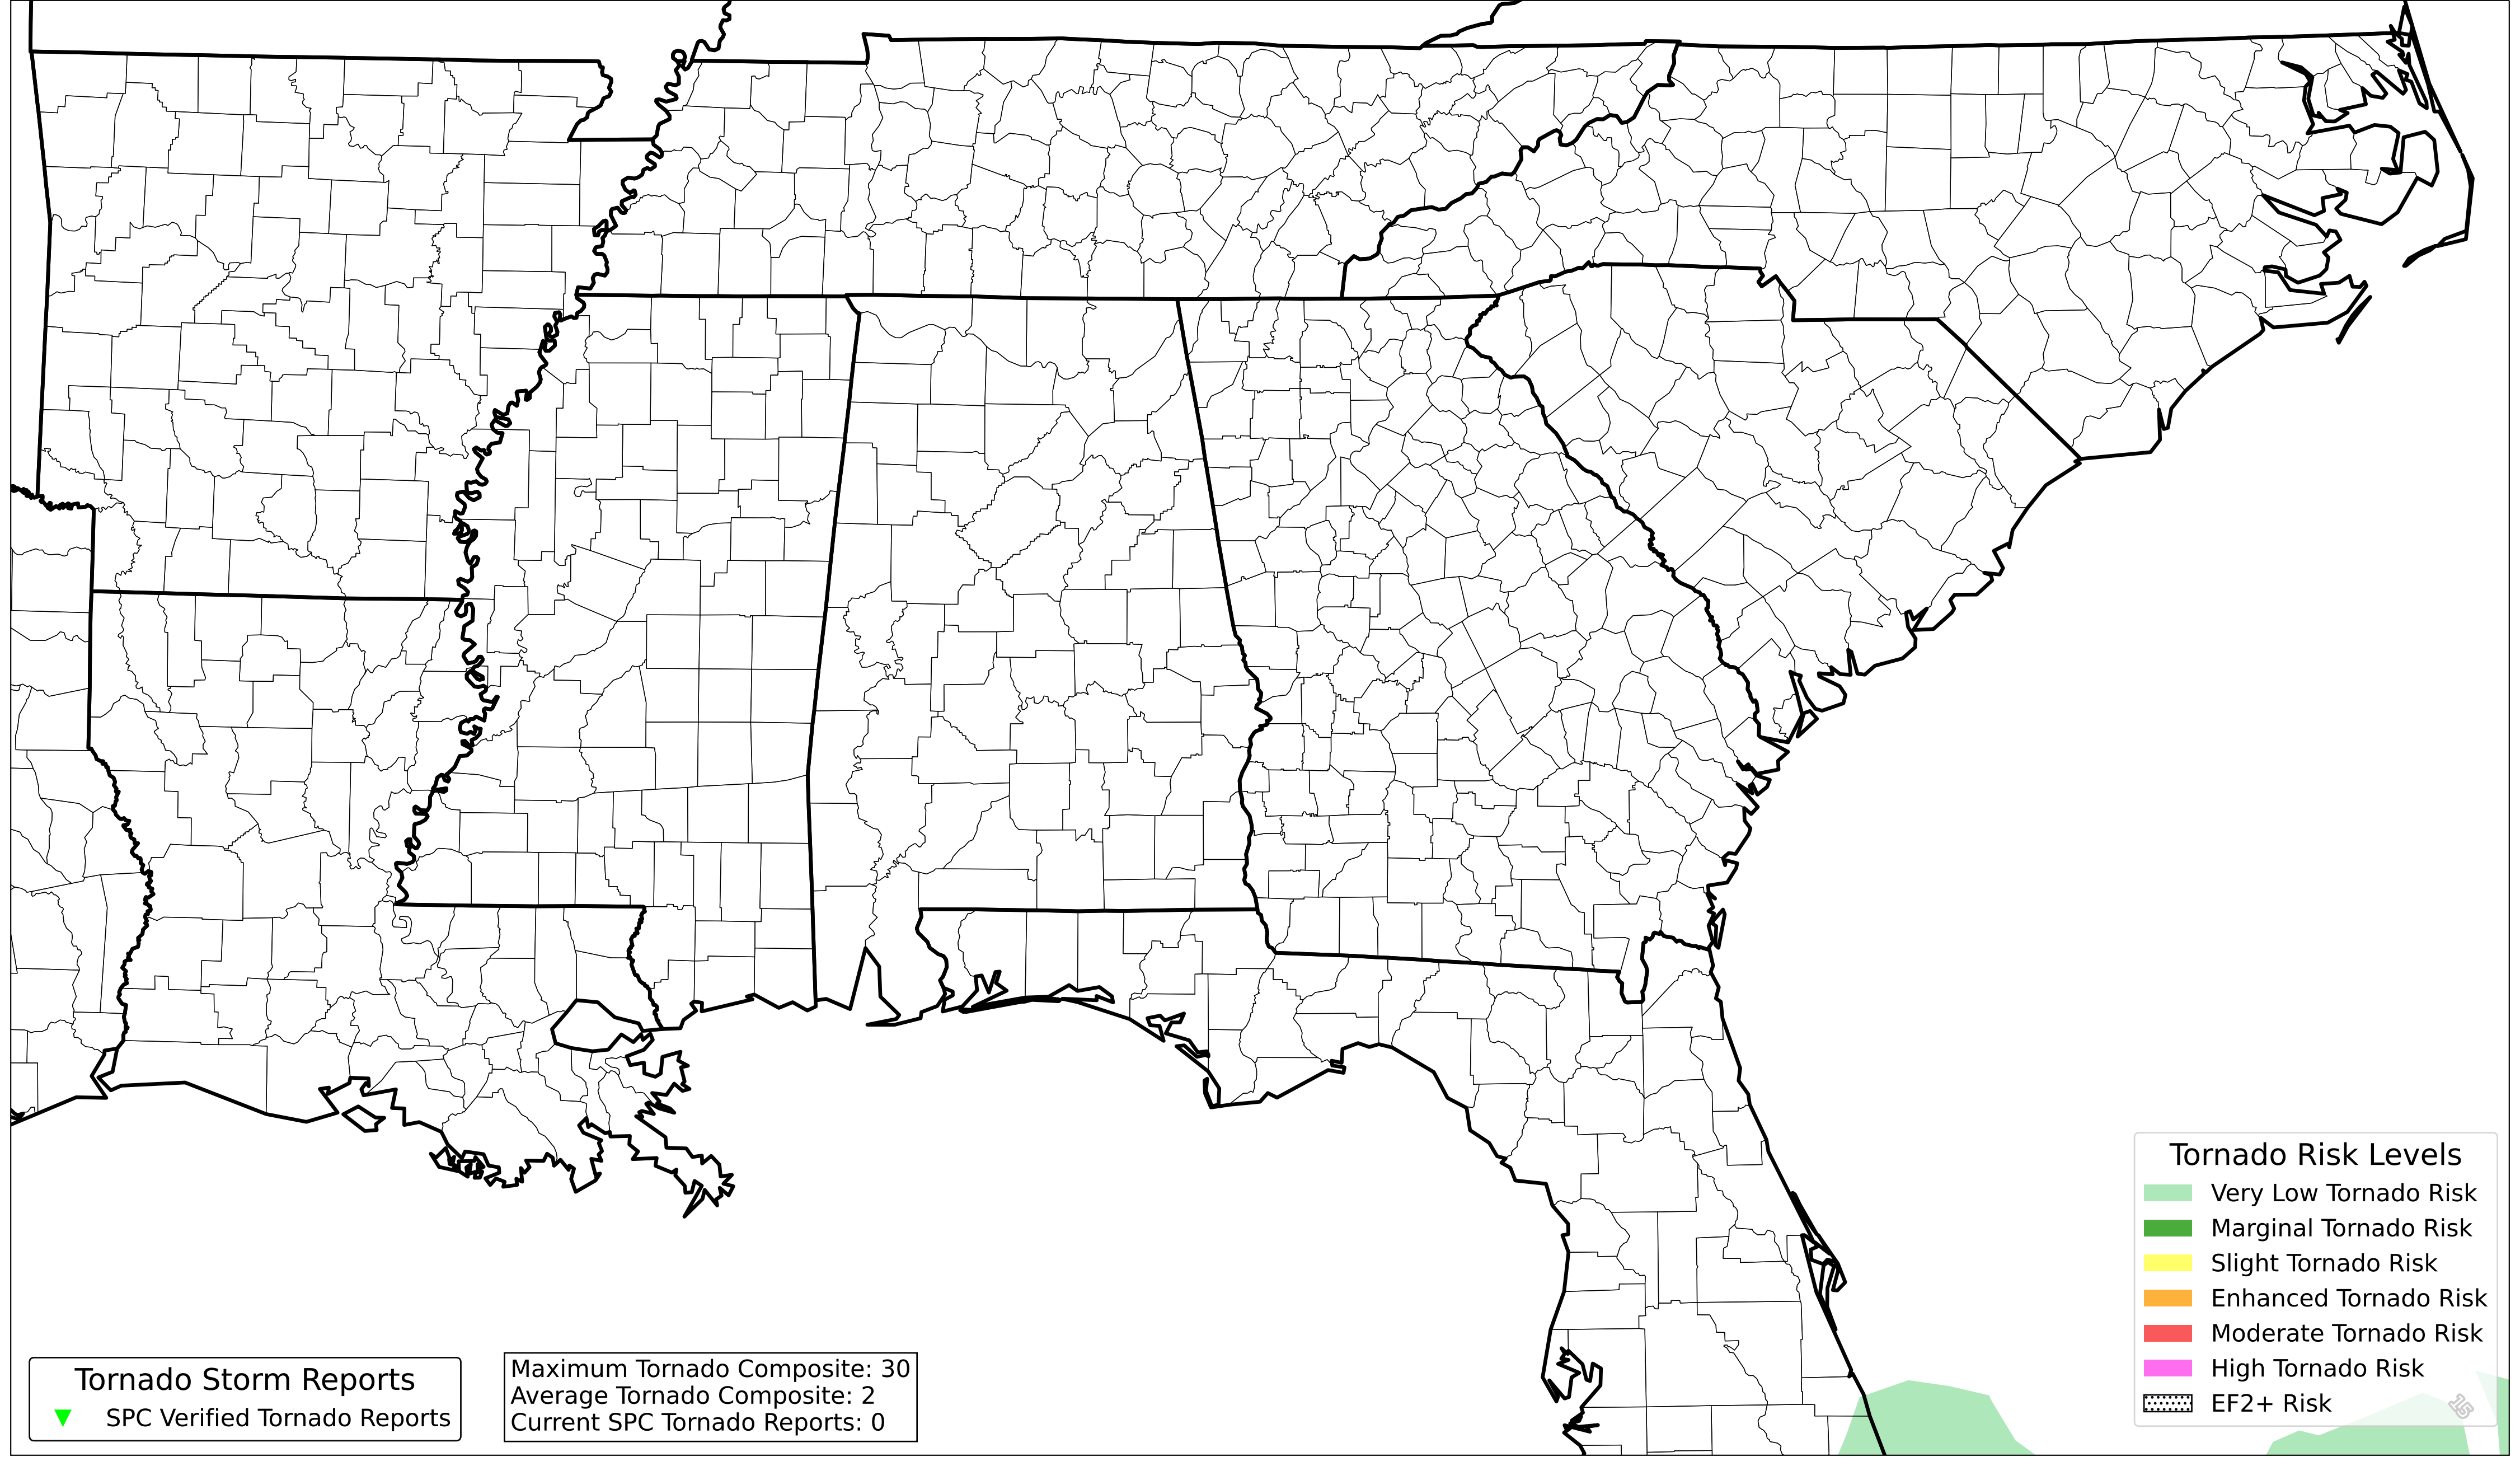 Tornado Risk Levels
Very Low Tornado Risk
Marginal Tornado Risk
Slight Tornado Risk
Enhanced Tornado Risk
Moderate Tornado Risk
High Tornado Risk
EF2+ Risk
15
Tornado Storm Reports
SPC Verified Tornado Reports
Maximum Tornado Composite: 30
Average Tornado Composite: 2
Current SPC Tornado Reports: 0